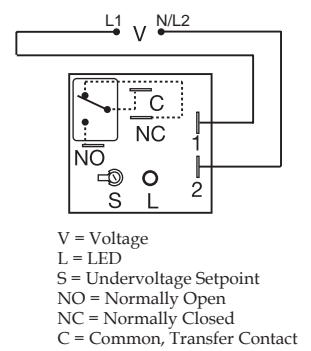 L1 V N/L2
C
NC
1
NO
2
S L
V = Voltage
L = LED
S = Undervoltage Setpoint
NO = Normally Open
NC = Normally Closed
C = Common, Transfer Contact